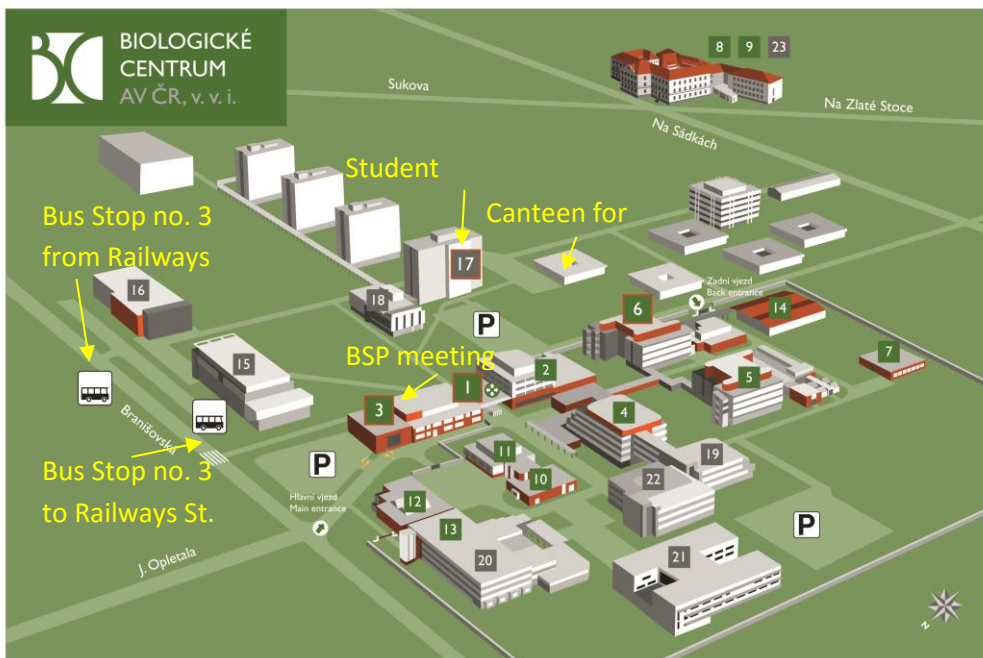 BIOLOGICKÉ
CENTRUM
AV ČR, v. v. i.
8 9 23
Sukova
Na Zlaté Stoce
Na Sádkách
Student
Bus Stop no. 3
from Railways
Canteen for
17
16
18
Zadní vjezd
Back entrance
14
P
6
BSP meeting
15
1
2
7
5
3
4
Branišovská
Bus Stop no. 3
to Railways St.
P
11
10
19
22
Hlavní vjezd
Main entrance
12
13
20
21
P
J. Opletala
z